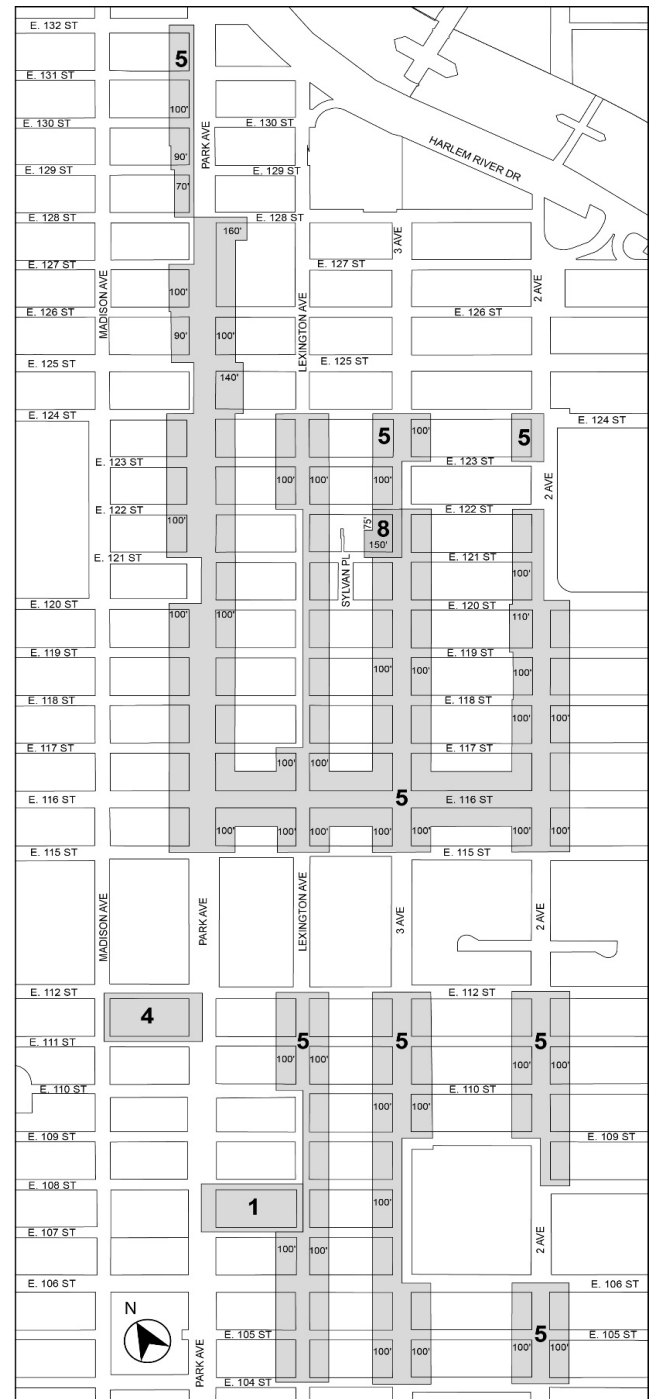 E. 132 ST
5
E. 131 ST
100'
PARK AVE
E. 130 ST
E. 130 ST
HARLEM RIVER DR
90'
E. 129 ST
E. 129 ST
70'
E. 128 ST
E. 128 ST
160'
3 AVE
E. 127 ST
E. 127 ST
MADISON AVE
100'
LEXINGTON AVE
2 AVE
E. 126 ST
E. 126 ST
90'
100'
E. 125 ST
E. 125 ST
140'
E. 124 ST
E. 124 ST
5
100'
5
E. 123 ST
E. 123 ST
100'
100'
100'
2 AVE
E. 122 ST
E. 122 ST
100'
75'
8
150'
E. 121 ST
E. 121 ST
SYLVAN PL
100'
E. 120 ST
E. 120 ST
100'
100'
110'
E. 119 ST
E. 119 ST
100'
100'
100'
E. 118 ST
E. 118 ST
100'
100'
E. 117 ST
E. 117 ST
100'
100'
E. 116 ST
5
E. 116 ST
100'
100'
100'
100'
100'
100'
100'
E. 115 ST
E. 115 ST
MADISON AVE
PARK AVE
LEXINGTON AVE
3 AVE
2 AVE
E. 112 ST
E. 112 ST
4
5
5
5
E. 111 ST
100'
100'
100'
100'
E. 110 ST
E. 110 ST
100'
100'
E. 109 ST
E. 109 ST
E. 108 ST
1
100'
E. 107 ST
2 AVE
100'
100'
E. 106 ST
E. 106 ST
N
E. 105 ST
5
E. 105 ST
PARK AVE
100'
100'
100'
100'
E. 104 ST